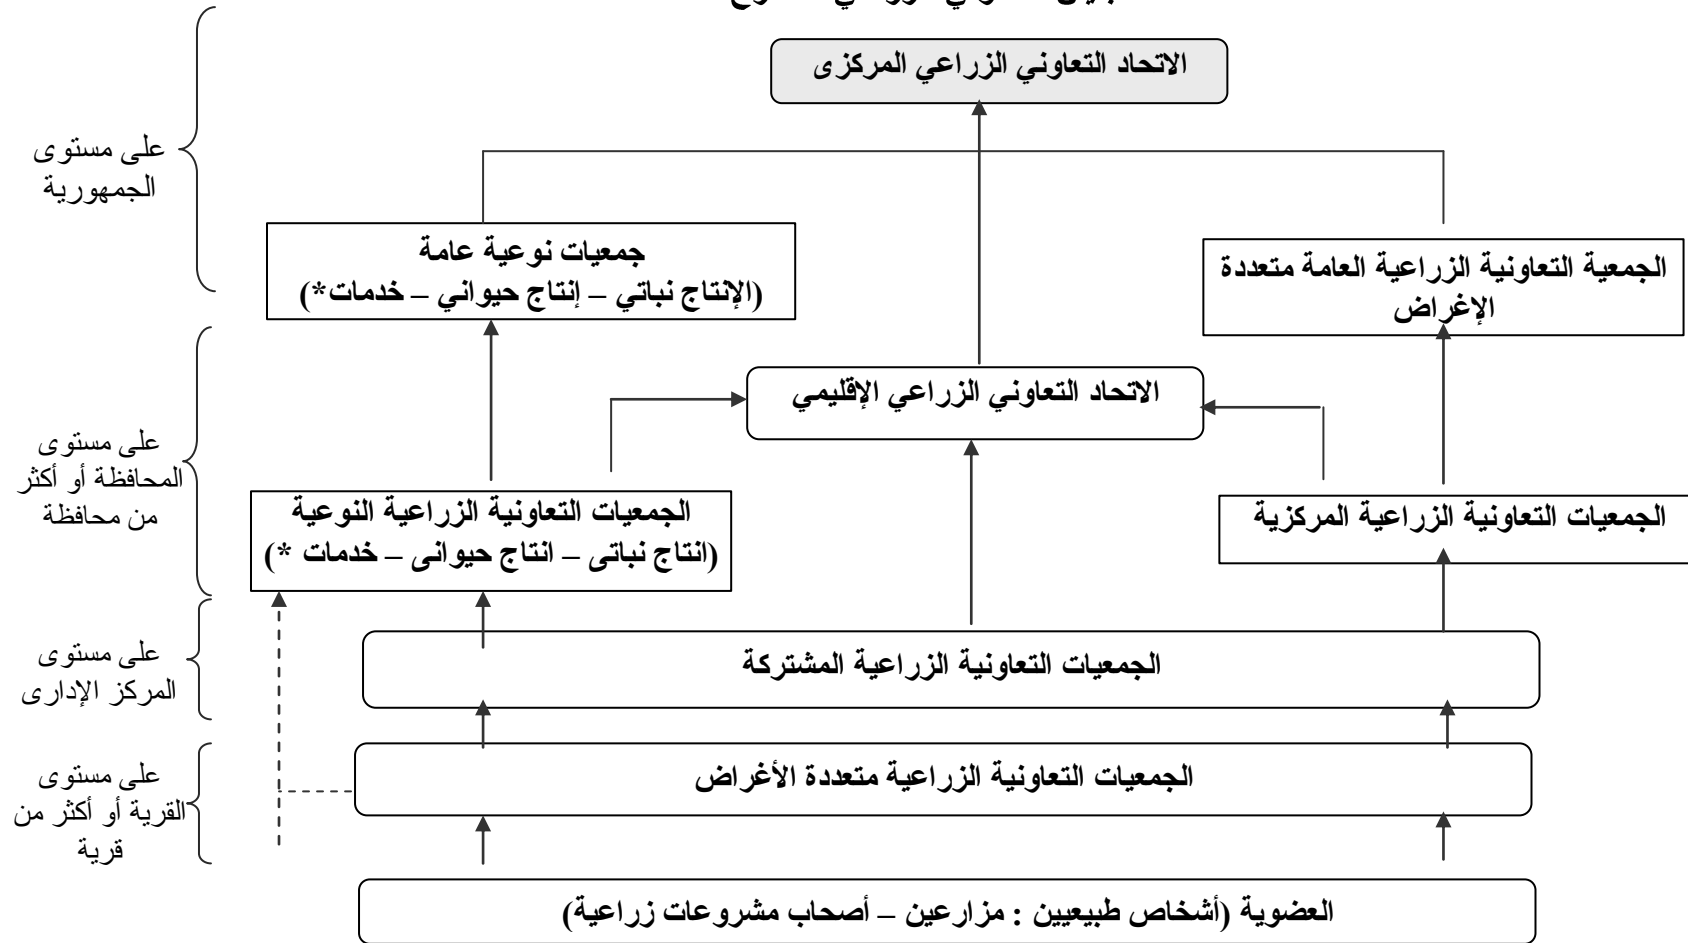 الاتحاد التعاوني الزراعي المركزى
على مستوى
الجمهورية
جمعيات نوعية عامة
(الإنتاج نباتي – إنتاج حيواني – خدمات*)
الجمعية التعاونية الزراعية العامة متعددة
الإغراض
الاتحاد التعاوني الزراعي الإقليمي
على مستوى
المحافظة أو أكثر
من محافظة
الجمعيات التعاونية الزراعية النوعية
(انتاج نباتى – انتاج حيوانى – خدمات *)
الجمعيات التعاونية الزراعية المركزية
على مستوى
المركز الإدارى
الجمعيات التعاونية الزراعية المشتركة
على مستوى
القرية أو أكثر من
قرية
الجمعيات التعاونية الزراعية متعددة الأغراض
العضوية (أشخاص طبيعيين : مزارعين – أصحاب مشروعات زراعية)